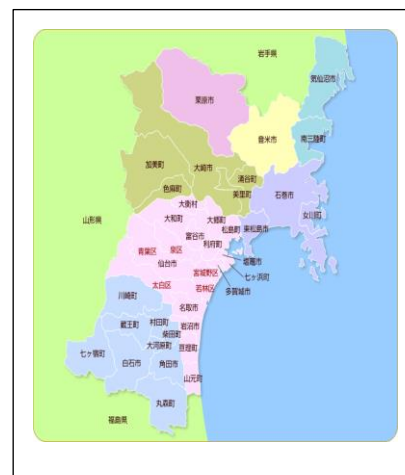 岩手県
気仙沼市
栗原市
登米市
南三陸町
加美町
大崎市
涌谷町
色麻町
美里町
石巻市
女川町
大衡村
大和町
大郷町
松島町
東松島市
山形県
富谷市
利府町
青葉区
泉区
塩竈市
仙台市
宮城野区
七ヶ浜町
太白区
若林区
多賀城市
川崎町
名取市
蔵王町
村田町
岩沼市
柴田町
大河原町
亘理町
七ヶ宿町
白石市
角田市
山元町
丸森町
福島県